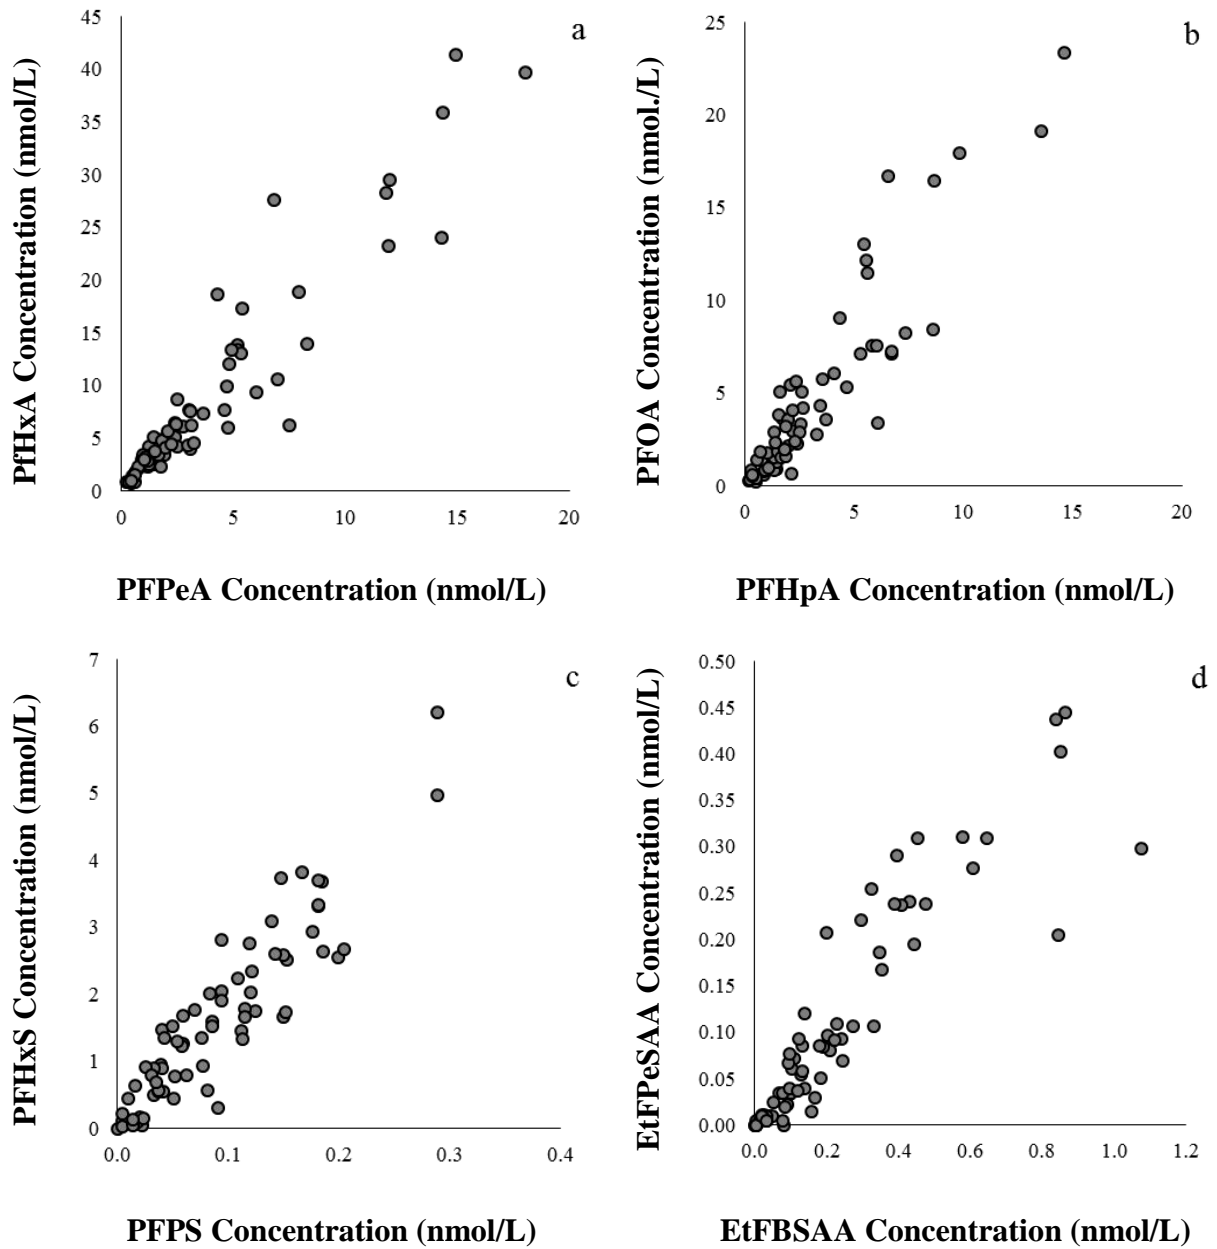 a
PfHxA Concentration (nmol/L)
45
40
35
30
25
20
15
10
5
0
0 5 10 15 20
PFPeA Concentration (nmol/L)
b
PFOA Concentration (nmol./L)
25
20
15
10
5
0
0 5 10 15 20
PFHpA Concentration (nmol/L)
c
PFHxS Concentration (nmol/L)
7
6
5
4
3
2
1
0
0.0 0.1 0.2 0.3 0.4
PFPS Concentration (nmol/L)
d
EtFPeSAA Concentration (nmol/L)
0.50
0.45
0.40
0.35
0.30
0.25
0.20
0.15
0.10
0.05
0.00
0.0 0.2 0.4 0.6 0.8 1.0 1.2
EtFBSAA Concentration (nmol/L)